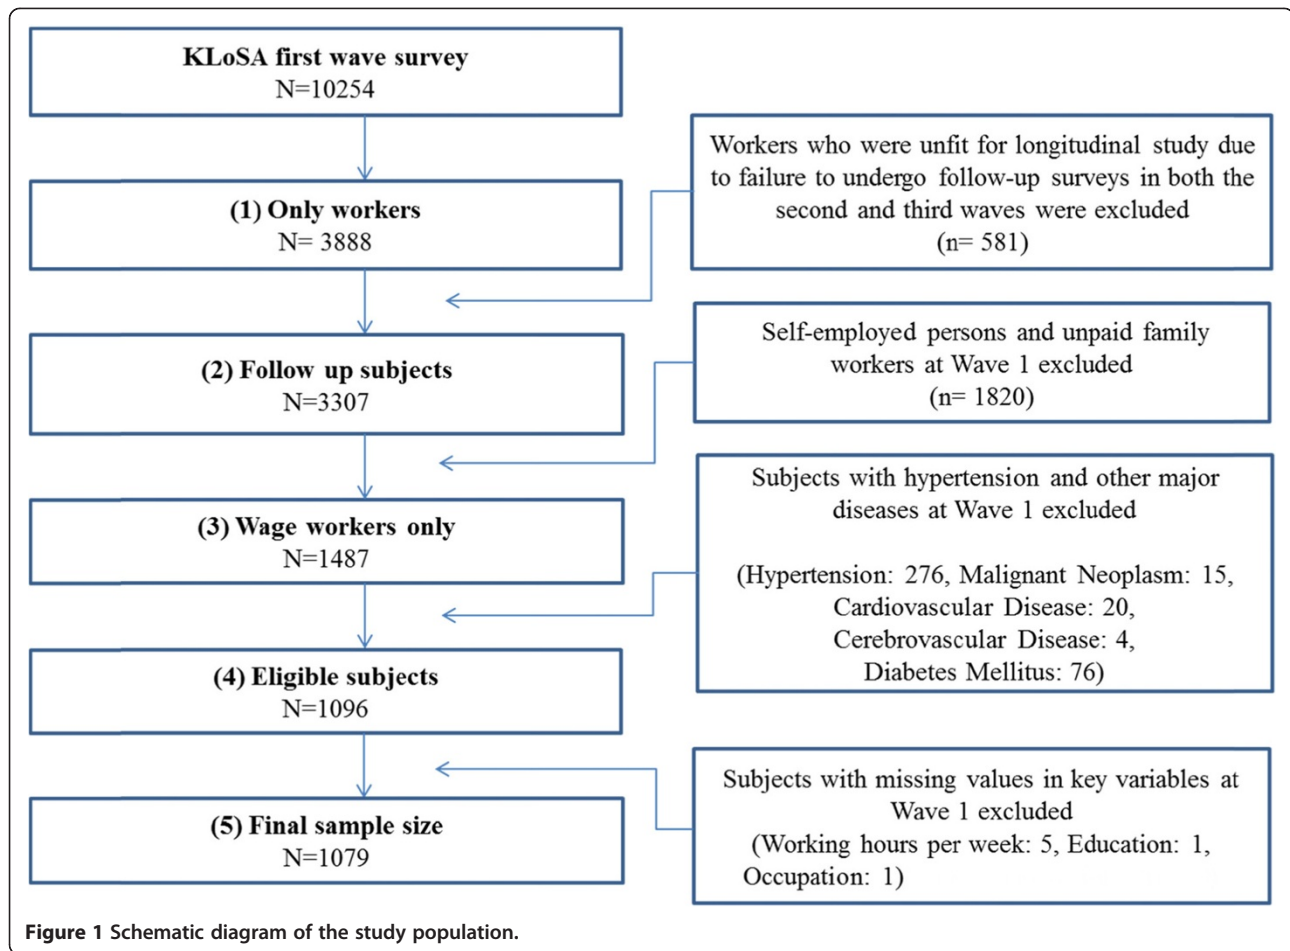 KLoSA first wave survey
N=10254
Workers who were unfit for longitudinal study due
to failure to undergo follow-up surveys in both the
second and third waves were excluded
(n= 581)
(1) Only workers
N= 3888
Self-employed persons and unpaid family
workers at Wave 1 excluded
(n= 1820)
(2) Follow up subjects
N=3307
Subjects with hypertension and other major
diseases at Wave 1 excluded
(Hypertension: 276, Malignant Neoplasm: 15,
Cardiovascular Disease: 20,
Cerebrovascular Disease: 4,
Diabetes Mellitus: 76)
(3) Wage workers only
N=1487
(4) Eligible subjects
N=1096
Subjects with missing values in key variables at
Wave 1 excluded
(Working hours per week: 5, Education: 1,
Occupation: 1)
(5) Final sample size
N=1079
Figure 1 Schematic diagram of the study population.